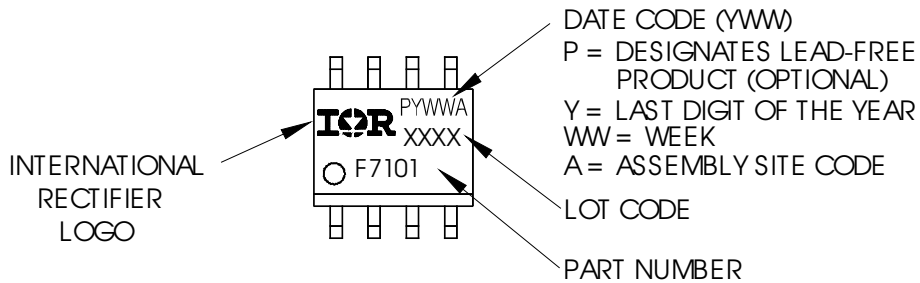 DATE CODE (YWW)
P = DESIGNATES LEAD-FREE
PRODUCT (OPTIONAL)
Y = LAST DIGIT OF THE YEAR
WW = WEEK
A = ASSEMBLY SITE CODE
PYWWA
IOR
XXXX
F7101
INTERNATIONAL
RECTIFIER
LOGO
LOT CODE
PART NUMBER